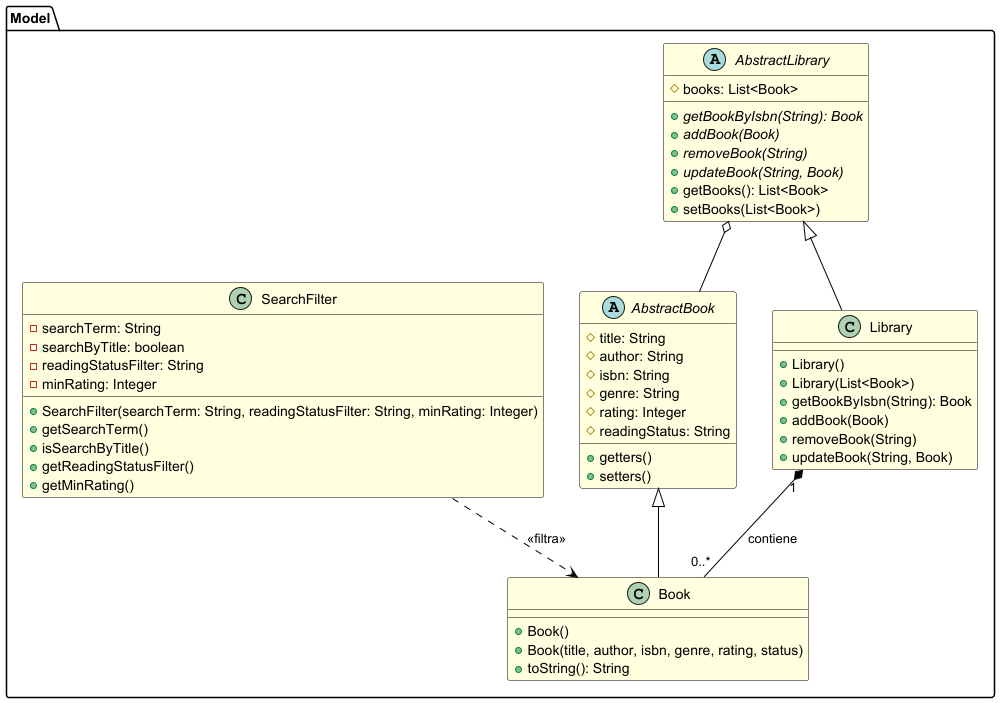 Model
A AbstractLibrary
books: List<Book>
getBookByIsbn(String): Book
addBook(Book)
removeBook(String)
updateBook(String, Book)
getBooks(): List<Book>
setBooks(List<Book>)
C SearchFilter
searchTerm: String
searchByTitle: boolean
readingStatusFilter: String
minRating: Integer
SearchFilter(searchTerm: String, readingStatusFilter: String, minRating: Integer)
getSearchTerm()
isSearchByTitle()
getReadingStatusFilter()
getMinRating()
A AbstractBook
title: String
author: String
isbn: String
genre: String
rating: Integer
readingStatus: String
getters()
setters()
C Library
Library()
Library(List<Book>)
getBookByIsbn(String): Book
addBook(Book)
removeBook(String)
updateBook(String, Book)
1
«filtra»
contiene
0..*
C Book
Book()
Book(title, author, isbn, genre, rating, status)
toString(): String